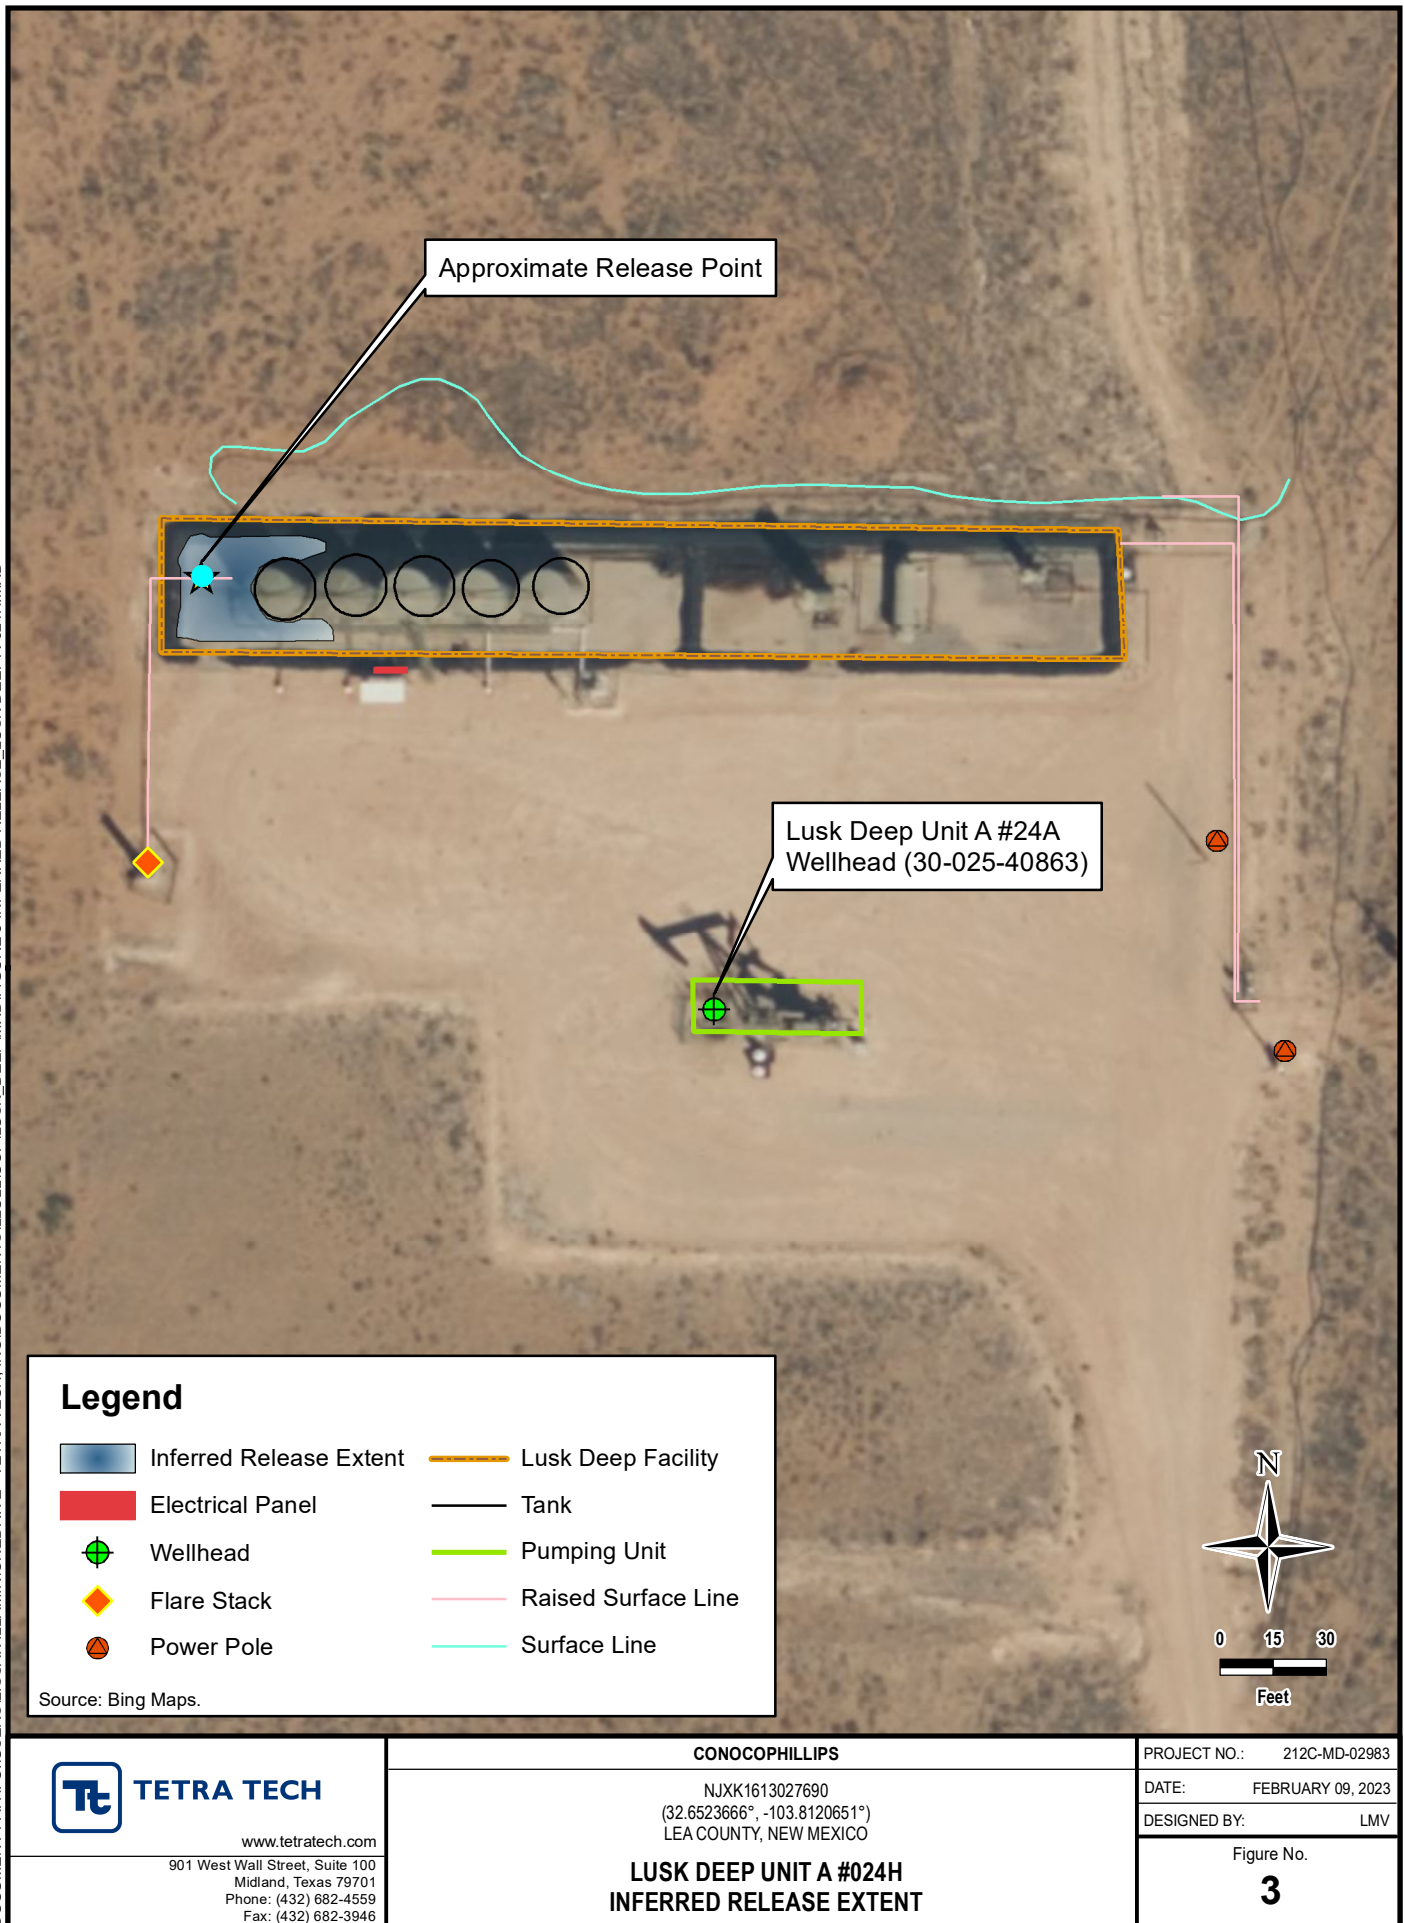 Approximate Release Point
Lusk Deep Unit A #24A
Wellhead (30-025-40863)
Legend
Inferred Release Extent
Lusk Deep Facility
Electrical Panel
Tank
Wellhead
Pumping Unit
Flare Stack
Raised Surface Line
Power Pole
Surface Line
Source: Bing Maps.
N
0 15 30
Feet
Tt TETRA TECH
www.tetratech.com
901 West Wall Street, Suite 100
Midland, Texas 79701
Phone: (432) 682-4559
Fax: (432) 682-3946
CONOCOPHILLIPS
NJXK1613027690
(32.6523666°, -103.8120651°)
LEA COUNTY, NEW MEXICO
LUSK DEEP UNIT A #024H
INFERRED RELEASE EXTENT
PROJECT NO.: 212C-MD-02983
DATE: FEBRUARY 09, 2023
DESIGNED BY: LMV
Figure No.
3